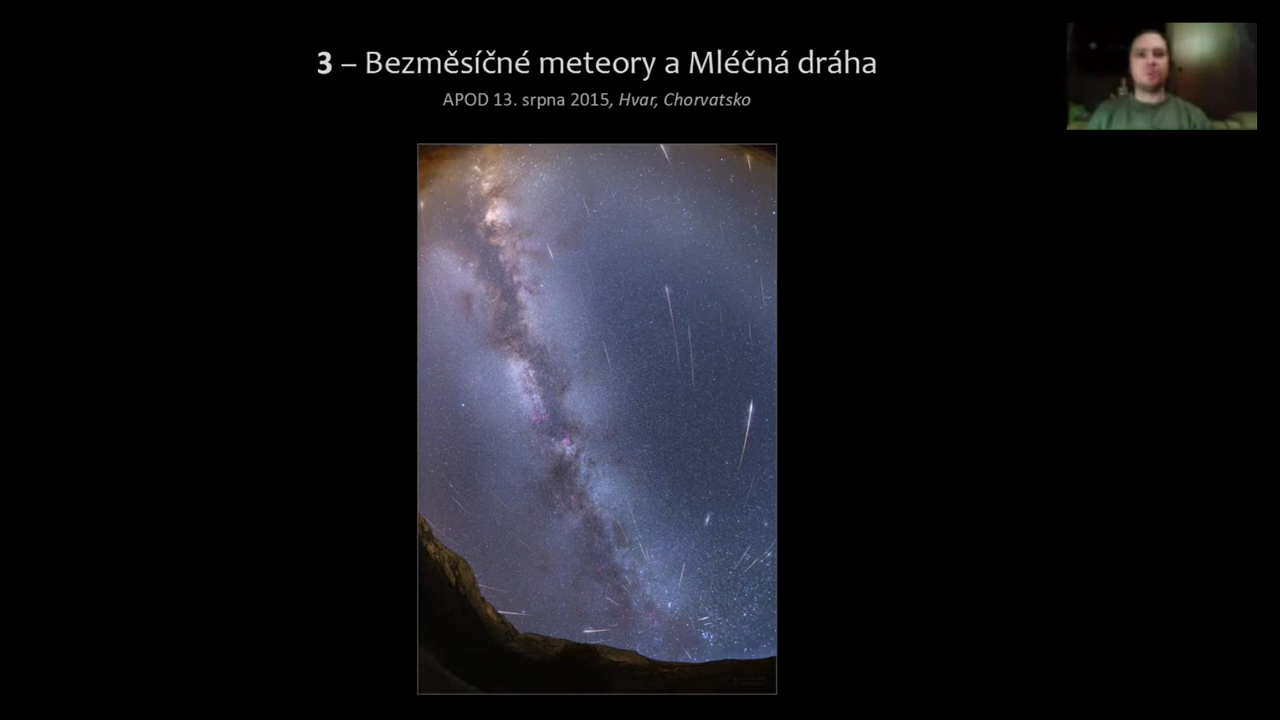 3 – Bezměsíčné meteory a Mléčná dráha
APOD 13. srpna 2015, Hvar, Chorvatsko